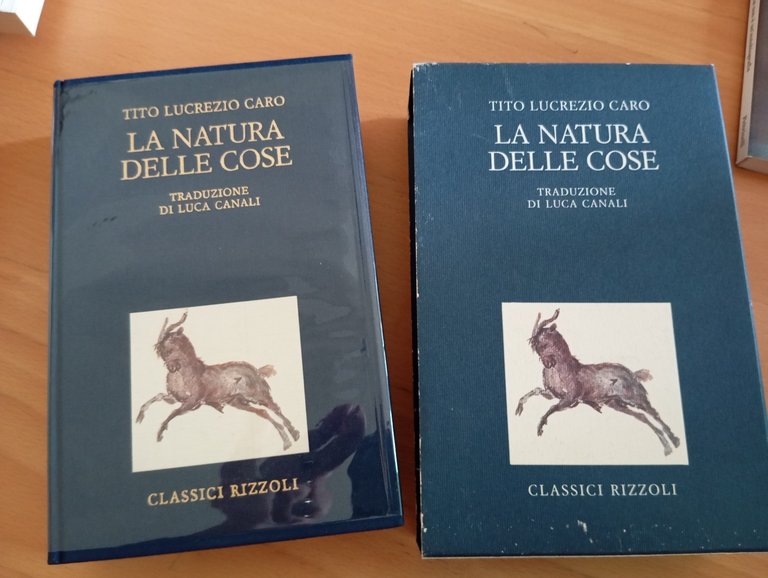 TITO LUCREZIO CARO
LA NATURA
DELLE COSE
TRADUZIONE
DI LUCA CANALI
CLASSICI RIZZOLI
TITO LUCREZIO CARO
LA NATURA
DELLE COSE
TRADUZIONE
DI LUCA CANALI
CLASSICI RIZZOLI